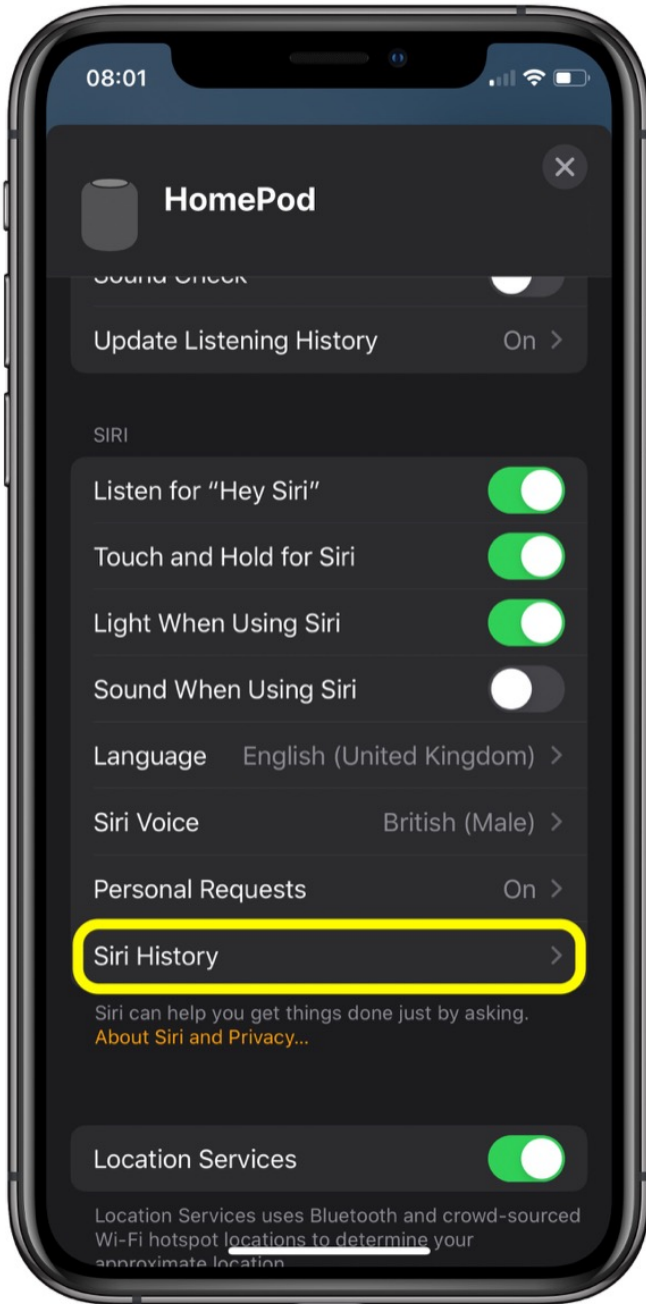 08:01
HomePod
Sound Check
Update Listening History On
SIRI
Listen for “Hey Siri”
Touch and Hold for Siri
Light When Using Siri
Sound When Using Siri
Language English (United Kingdom)
Siri Voice British (Male)
Personal Requests On
Siri History
Siri can help you get things done just by asking.
About Siri and Privacy...
Location Services
Location Services uses Bluetooth and crowd-sourced
Wi-Fi hotspot locations to determine your
approximate location.